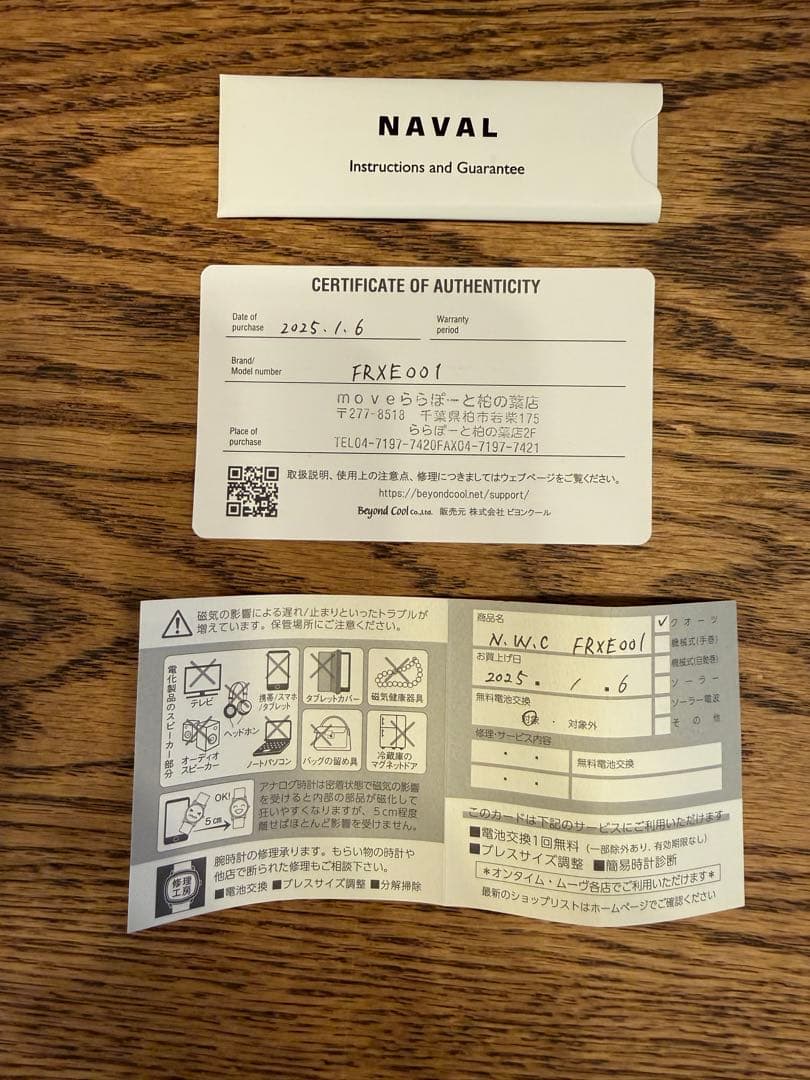 NAVAL
Instructions and Guarantee
CERTIFICATE OF AUTHENTICITY
Date of purchase 2025.1.6 Warranty period
Brand/ Model number FRXE001
moveららぽーと柏の葉店
〒277-8518 千葉県柏市若柴175
ららぽーと柏の葉店2F
Place of purchase TEL04-7197-7420FAX04-7197-7421
取扱説明、使用上の注意点、修理につきましてはウェブページをご覧ください。
https://beyondcool.net/support/
Beyond Cool Co.,Ltd. 販売元 株式会社 ビヨンクール
磁気の影響による遅れ/止まりといったトラブルが
増えています。保管場所にご注意ください。
電化製品のスピーカー部分
テレビ
ヘッドホン
携帯/スマホ
/タブレット
タブレットカバー
磁気健康器具
オーディオ
スピーカー
ノートパソコン
バッグの留め具
冷蔵庫の
マグネットドア
OK!
5cm
アナログ時計は密着状態で磁気の影響
を受けると内部の部品が磁化して
狂いやすくなりますが、5cm程度
離せばほとんど影響を受けません。
修理
工房
腕時計の修理承ります。もらい物の時計や
他店で断られた修理もご相談下さい。
■電池交換 ■ブレスサイズ調整 ■分解掃除
商品名
N.W.C FRXE001
お買上げ日
2025. 1 .6
無料電池交換
対象 ・ 対象外
修理・サービス内容
・ ・ 無料電池交換
・ ・
✓ クオーツ
機械式(手巻)
機械式(自動巻)
ソーラー
ソーラー電波
その他
このカードは下記のサービスにご利用いただけます
■電池交換1回無料(一部除外あり、有効期限なし)
■ブレスサイズ調整 ■簡易時計診断
＊オンタイム・ムーヴ各店でご利用いただけます＊
最新のショップリストはホームページでご確認ください